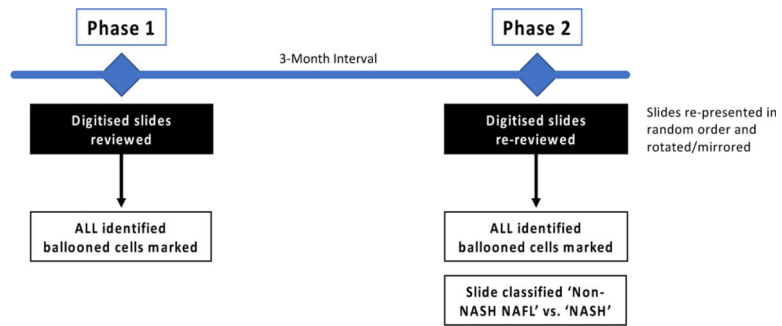 Phase 1
Phase 2
3-Month Interval
Digitised slides
reviewed
Digitised slides
re-reviewed
Slides re-presented in
random order and
rotated/mirrored
ALL identified
ballooned cells marked
ALL identified
ballooned cells marked
Slide classified ‘Non-
NASH NAFL’ vs. ‘NASH’